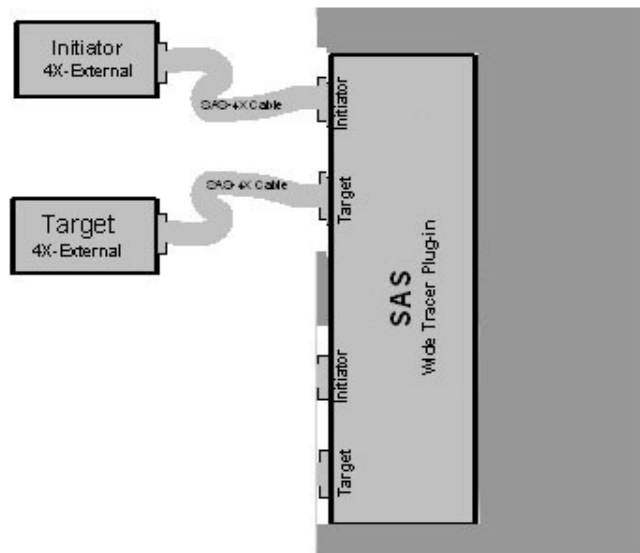 Initiator
4X-External
SAS-4X Cable
Initiator
SAS-4X Cable
Target
Target
4X-External
SAS
Wide Tracer Plug-in
Initiator
Target